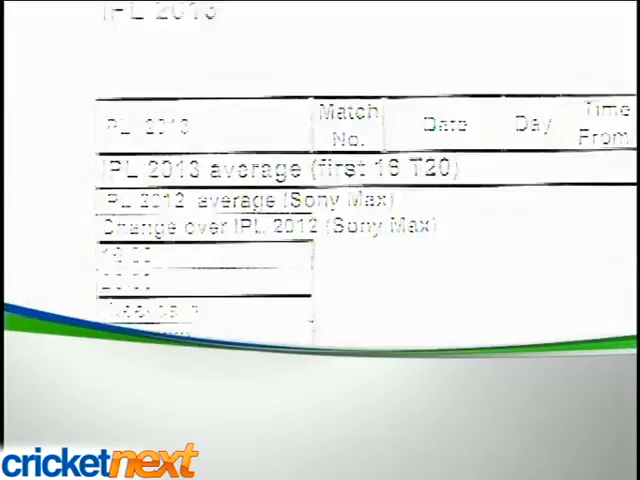 IPL 2013
IPL 2013 Match No. Date Day Time From
IPL 2013 average (first 16 T20)
IPL 2012 average (Sony Max)
Change over IPL 2012 (Sony Max)
cricketnext